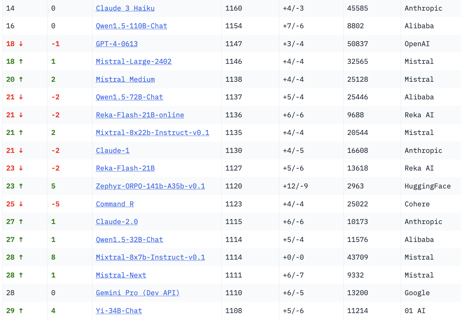 14 0 Claude 3 Haiku 1160 +4/-3 45585 Anthropic
16 0 Qwen1.5-110B-Chat 1154 +7/-6 8802 Alibaba
18 ↓ -1 GPT-4-0613 1147 +3/-4 50837 OpenAI
18 ↑ 1 Mistral-Large-2402 1146 +4/-4 32565 Mistral
20 ↑ 2 Mistral Medium 1138 +4/-4 25128 Mistral
21 ↓ -2 Qwen1.5-72B-Chat 1137 +5/-4 25446 Alibaba
21 ↓ -2 Reka-Flash-21B-online 1136 +6/-6 9688 Reka AI
21 ↑ 2 Mixtral-8x22b-Instruct-v0.1 1135 +4/-4 20544 Mistral
21 ↓ -2 Claude-1 1130 +4/-5 16608 Anthropic
23 ↓ -2 Reka-Flash-21B 1127 +5/-6 13618 Reka AI
23 ↑ 5 Zephyr-ORPO-141b-A35b-v0.1 1120 +12/-9 2963 HuggingFace
25 ↓ -5 Command R 1123 +4/-4 25022 Cohere
27 ↑ 1 Claude-2.0 1115 +6/-6 10173 Anthropic
27 ↑ 1 Qwen1.5-32B-Chat 1114 +5/-4 11576 Alibaba
28 ↑ 8 Mixtral-8x7b-Instruct-v0.1 1114 +0/-0 43709 Mistral
28 ↑ 1 Mistral-Next 1111 +6/-7 9332 Mistral
28 0 Gemini Pro (Dev API) 1110 +6/-5 13200 Google
29 ↑ 4 Yi-34B-Chat 1108 +5/-6 11214 01 AI